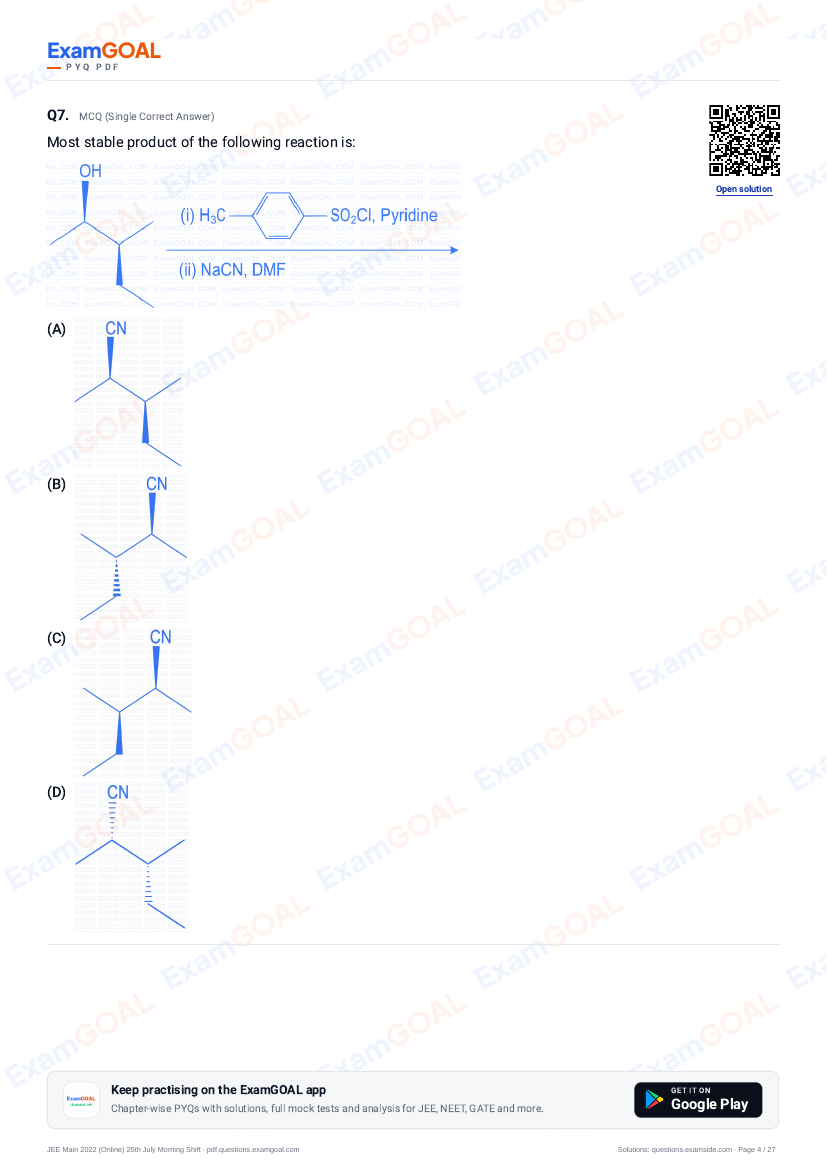 ExamGOAL
PYQ PDF
Q7. MCQ (Single Correct Answer)
Most stable product of the following reaction is:
Open solution
OH
(i) H₃C SO₂Cl, Pyridine
(ii) NaCN, DMF
(A)
CN
(B)
CN
(C)
CN
(D)
CN
Keep practising on the ExamGOAL app
Chapter-wise PYQs with solutions, full mock tests and analysis for JEE, NEET, GATE and more.
GET IT ON
Google Play
JEE Main 2022 (Online) 25th July Morning Shift · pdf.questions.examgoal.com
Solutions: questions.examside.com · Page 4 / 27